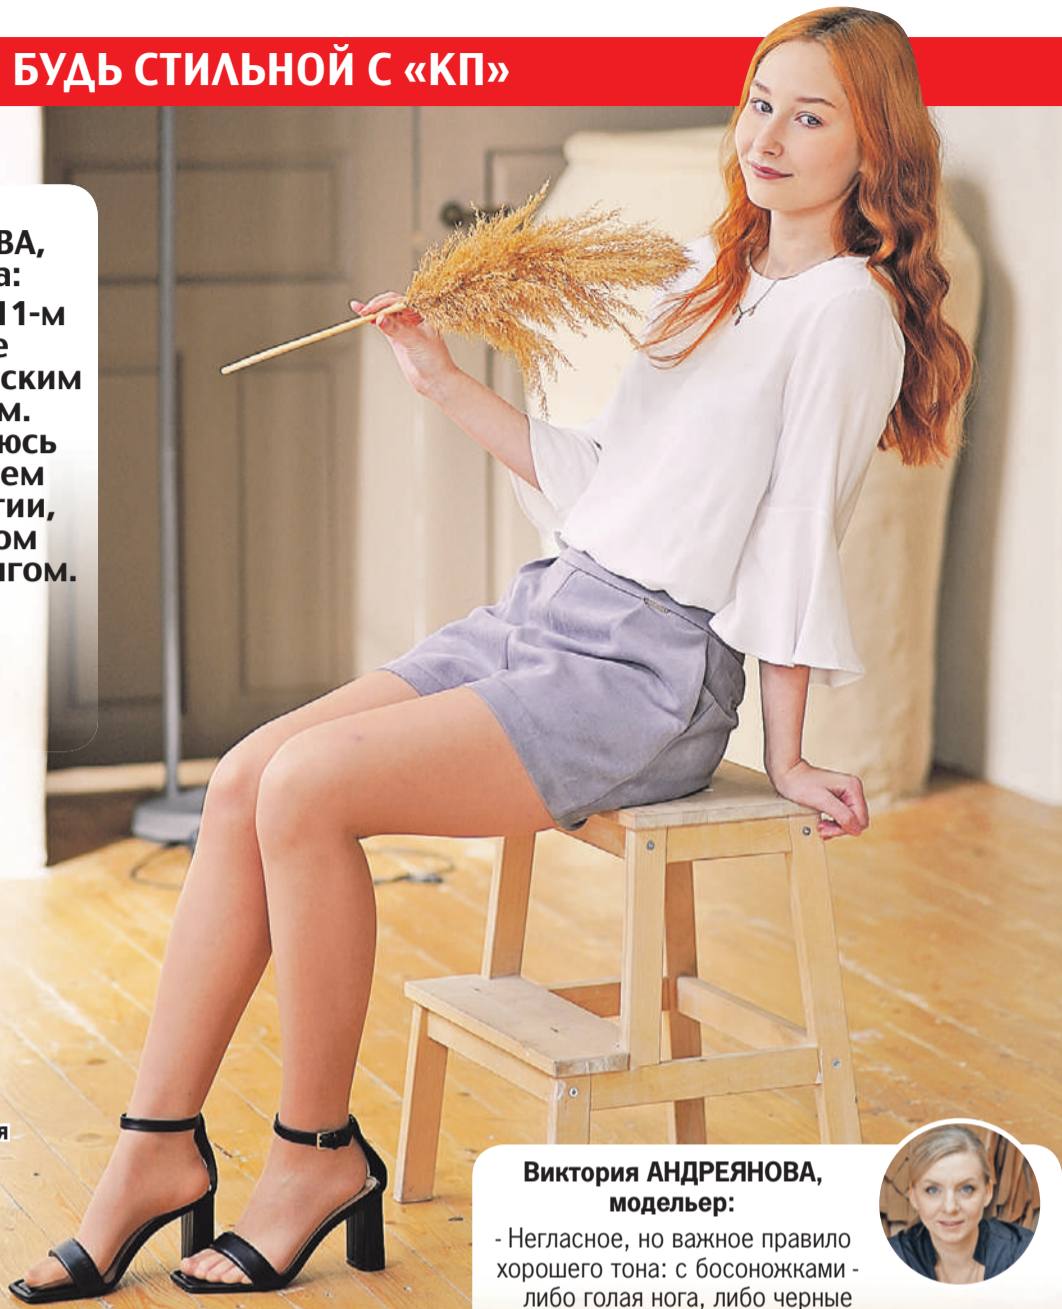 БУДЬ СТИЛЬНОЙ С «КП»
ВА,
а:
11-м
е
ским
м.
юсь
ем
гии,
ом
нгом.
я
Виктория АНДРЕЯНОВА,
модельер:
- Негласное, но важное правило
хорошего тона: с босоножками -
либо голая нога, либо черные